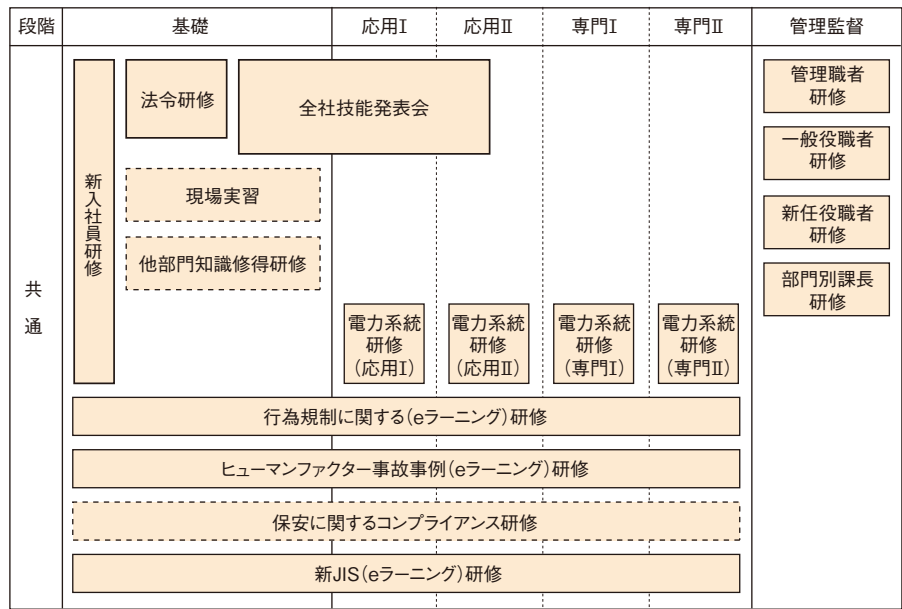 段階
基礎
応用Ⅰ
応用Ⅱ
専門Ⅰ
専門Ⅱ
管理監督
共
通
新入社員研修
法令研修
全社技能発表会
現場実習
他部門知識修得研修
電力系統
研修
(応用Ⅰ)
電力系統
研修
(応用Ⅱ)
電力系統
研修
(専門Ⅰ)
電力系統
研修
(専門Ⅱ)
管理職者
研修
一般役職者
研修
新任役職者
研修
部門別課長
研修
行為規制に関する(eラーニング)研修
ヒューマンファクター事故事例(eラーニング)研修
保安に関するコンプライアンス研修
新JIS(eラーニング)研修